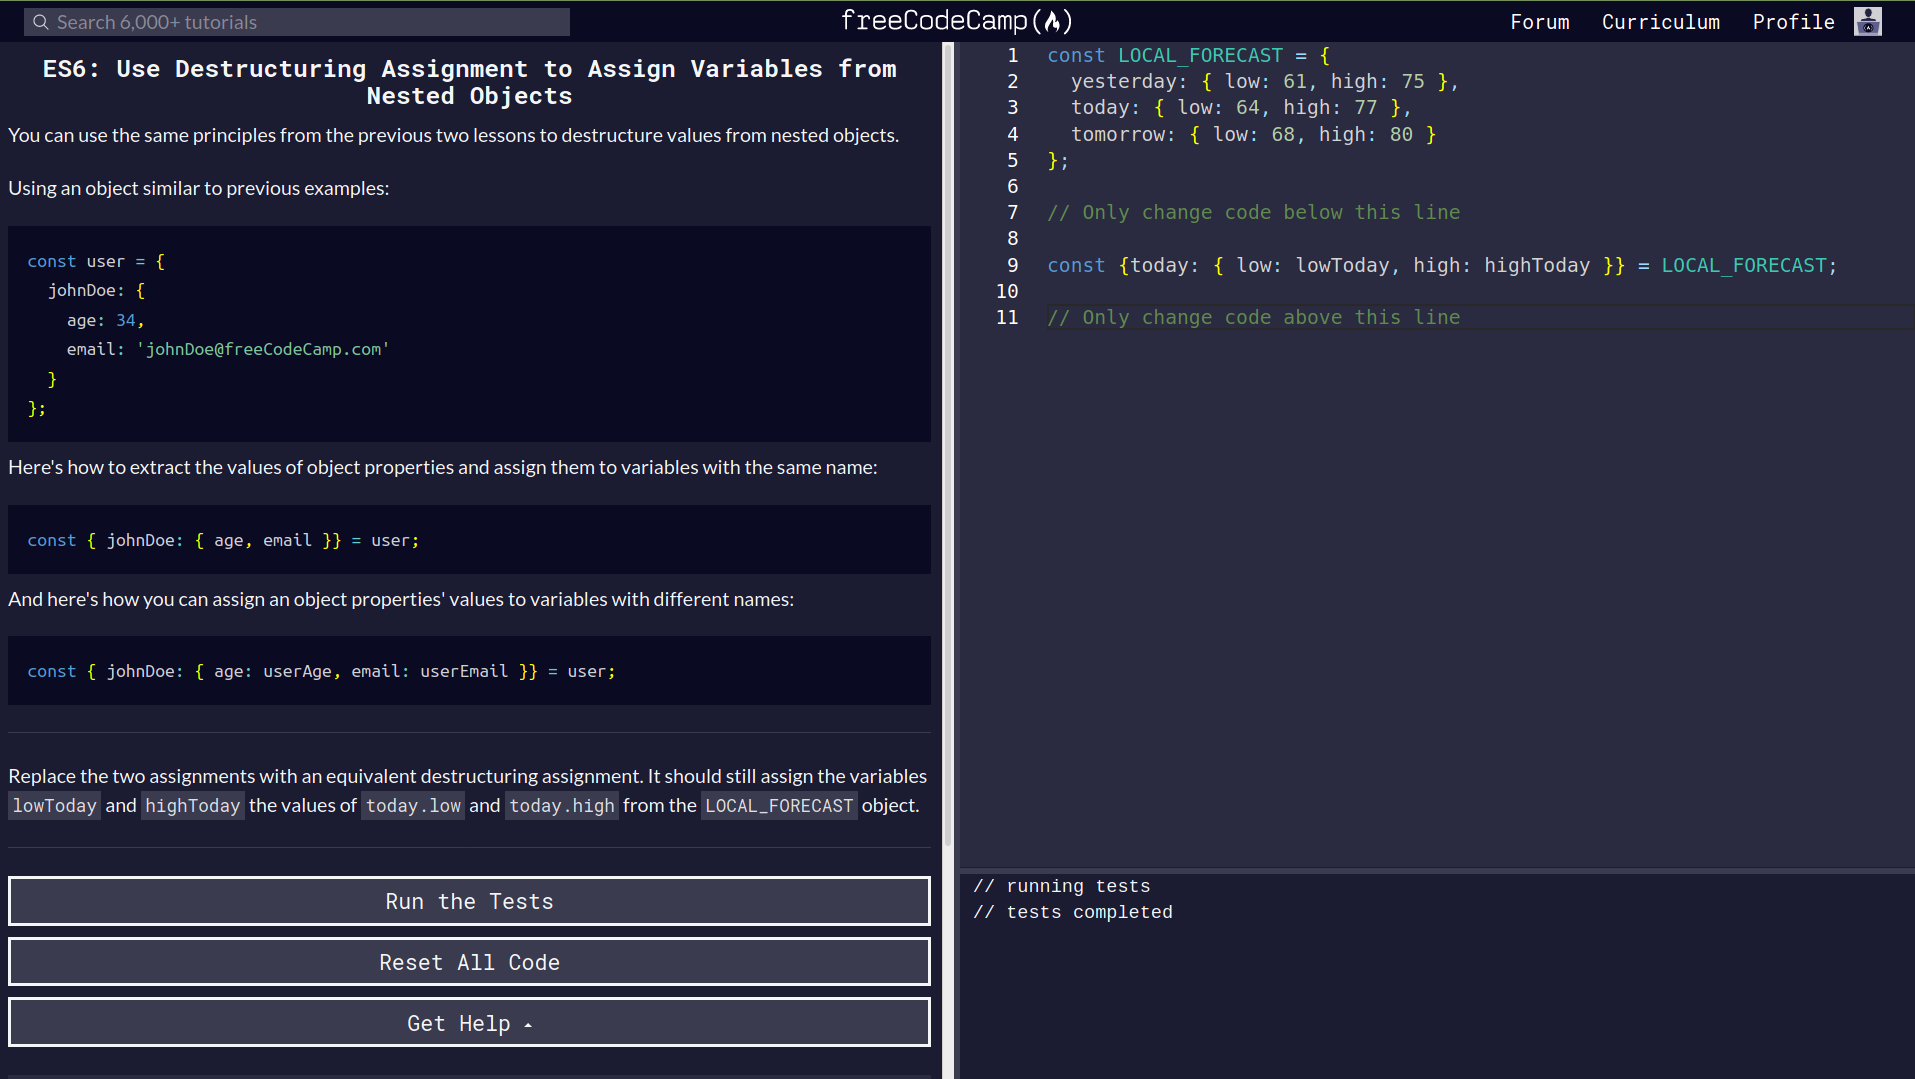 Search 6,000+ tutorials
freeCodeCamp
Forum
Curriculum
Profile
ES6: Use Destructuring Assignment to Assign Variables from
Nested Objects
You can use the same principles from the previous two lessons to destructure values from nested objects.
Using an object similar to previous examples:
const user = {
  johnDoe: {
    age: 34,
    email: 'johnDoe@freeCodeCamp.com'
  }
};
Here's how to extract the values of object properties and assign them to variables with the same name:
const { johnDoe: { age, email }} = user;
And here's how you can assign an object properties' values to variables with different names:
const { johnDoe: { age: userAge, email: userEmail }} = user;
Replace the two assignments with an equivalent destructuring assignment. It should still assign the variables
lowToday and highToday the values of today.low and today.high from the LOCAL_FORECAST object.
Run the Tests
Reset All Code
Get Help
1 const LOCAL_FORECAST = {
2   yesterday: { low: 61, high: 75 },
3   today: { low: 64, high: 77 },
4   tomorrow: { low: 68, high: 80 }
5 };
6
7 // Only change code below this line
8
9 const {today: { low: lowToday, high: highToday }} = LOCAL_FORECAST;
10
11 // Only change code above this line
// running tests
// tests completed